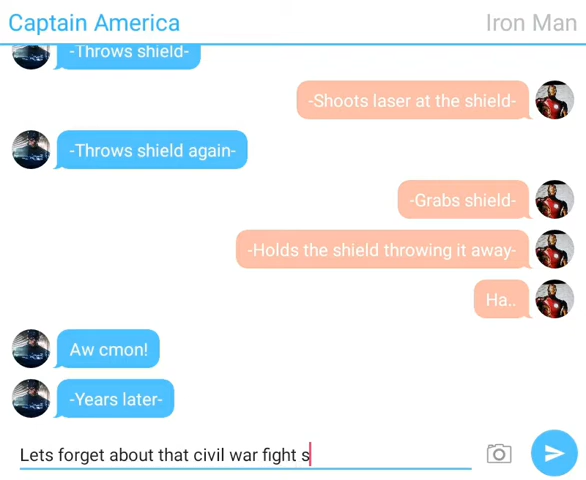 Captain America
Iron Man
-Throws shield-
-Shoots laser at the shield-
-Throws shield again-
-Grabs shield-
-Holds the shield throwing it away-
Ha..
Aw cmon!
-Years later-
Lets forget about that civil war fight s